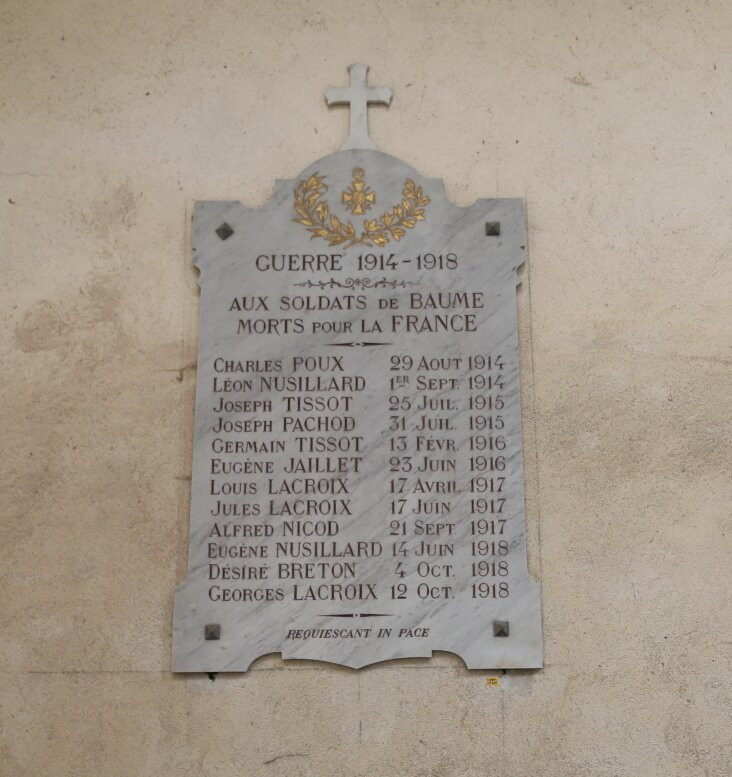 GUERRE 1914-1918
AUX SOLDATS DE BAUME
MORTS POUR LA FRANCE
CHARLES POUX 29 AOUT 1914
LÉON NUSILLARD 1ER SEPT. 1914
JOSEPH TISSOT 25 JUIL. 1915
JOSEPH PACHOD 31 JUIL. 1915
GERMAIN TISSOT 13 FÉVR. 1916
EUGÈNE JAILLET 23 JUIN 1916
LOUIS LACROIX 17 AVRIL 1917
JULES LACROIX 17 JUIN 1917
ALFRED NICOD 21 SEPT. 1917
EUGÈNE NUSILLARD 14 JUIN 1918
DÉSIRÉ BRETON 4 OCT. 1918
GEORGES LACROIX 12 OCT. 1918
REQUIESCANT IN PACE